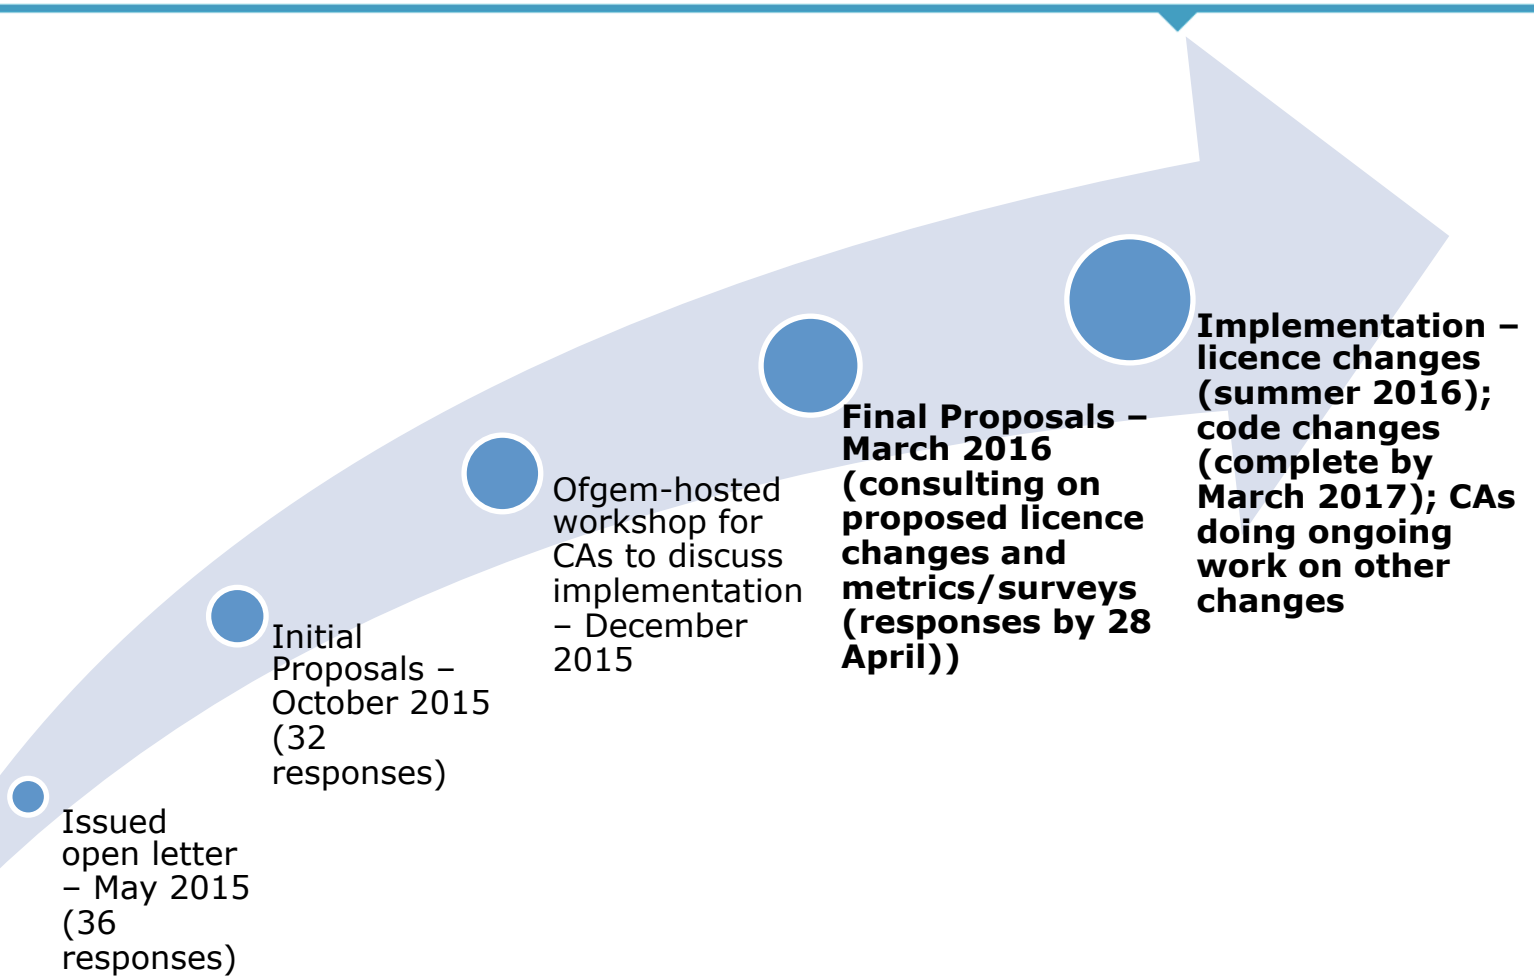 Issued
open letter
– May 2015
(36
responses)
Initial
Proposals –
October 2015
(32
responses)
Ofgem-hosted
workshop for
CAs to discuss
implementation
– December
2015
Final Proposals –
March 2016
(consulting on
proposed licence
changes and
metrics/surveys
(responses by 28
April))
Implementation –
licence changes
(summer 2016);
code changes
(complete by
March 2017); CAs
doing ongoing
work on other
changes